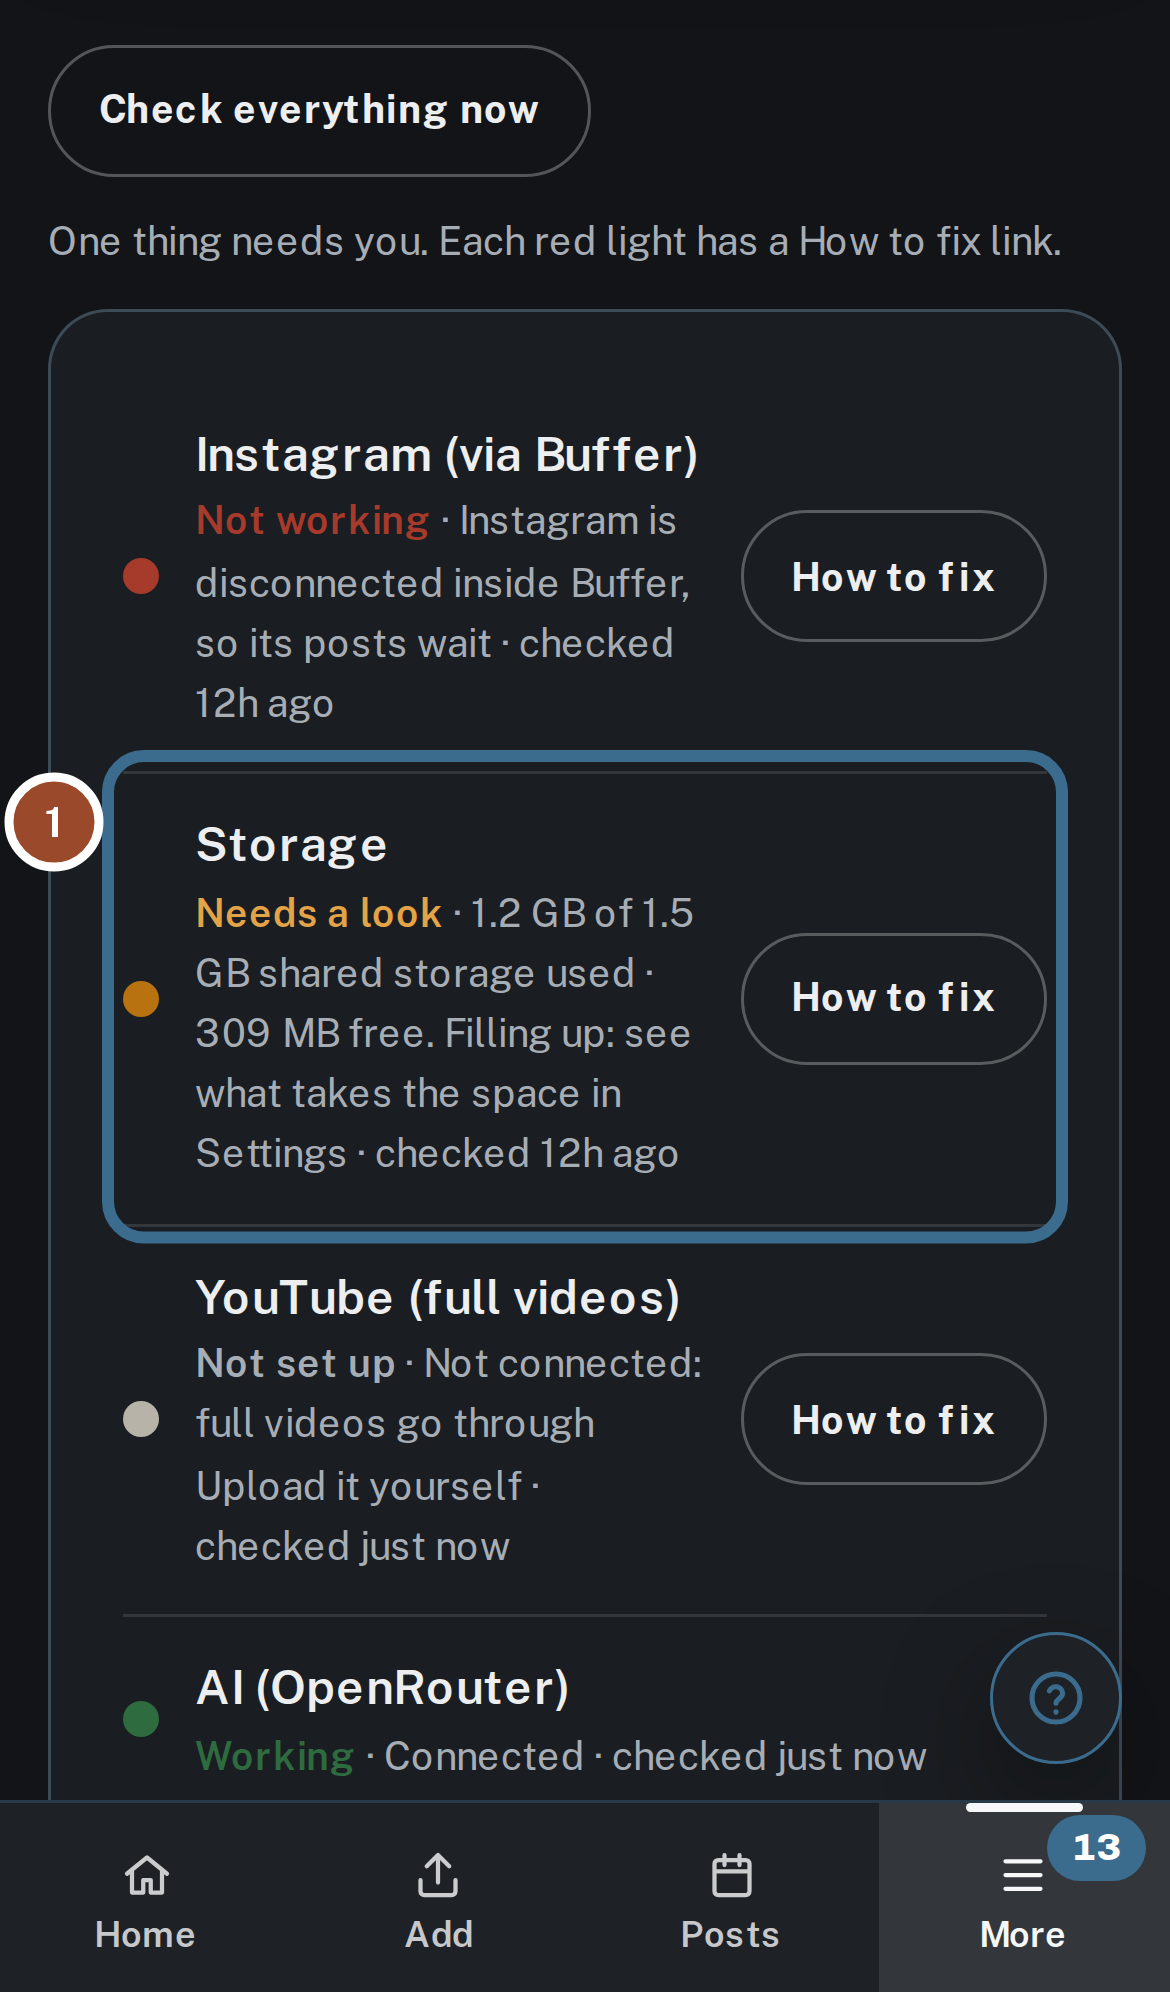 Check everything now
One thing needs you. Each red light has a How to fix link.
Instagram (via Buffer)
Not working · Instagram is
disconnected inside Buffer,
so its posts wait · checked
12h ago
How to fix
1
Storage
Needs a look · 1.2 GB of 1.5
GB shared storage used ·
309 MB free. Filling up: see
what takes the space in
Settings · checked 12h ago
How to fix
YouTube (full videos)
Not set up · Not connected:
full videos go through
Upload it yourself ·
checked just now
How to fix
AI (OpenRouter)
Working · Connected · checked just now
13
Home
Add
Posts
More